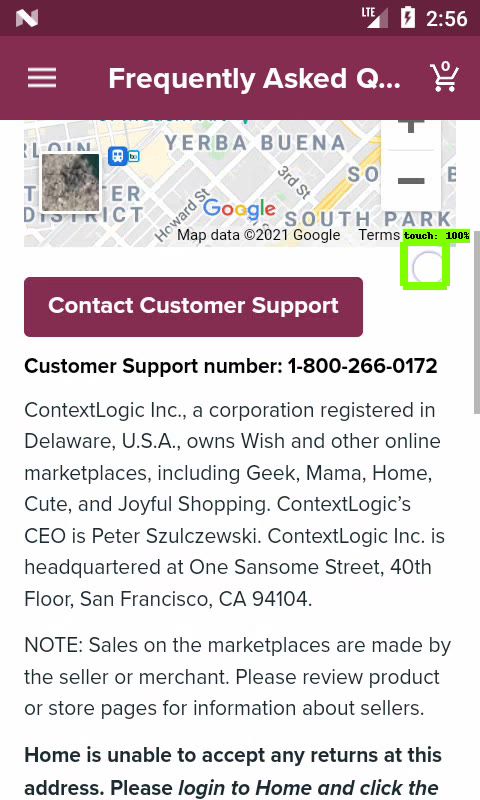 LTE 2:56
Frequently Asked Q...
0
YERBA BUENA
SO
DISTRICT
Howard St
3rd St
Google
SOUTH PARK
Map data ©2021 Google Terms
touch: 100%
Contact Customer Support
Customer Support number: 1-800-266-0172
ContextLogic Inc., a corporation registered in
Delaware, U.S.A., owns Wish and other online
marketplaces, including Geek, Mama, Home,
Cute, and Joyful Shopping. ContextLogic’s
CEO is Peter Szulczewski. ContextLogic Inc. is
headquartered at One Sansome Street, 40th
Floor, San Francisco, CA 94104.
NOTE: Sales on the marketplaces are made by
the seller or merchant. Please review product
or store pages for information about sellers.
Home is unable to accept any returns at this
address. Please login to Home and click the